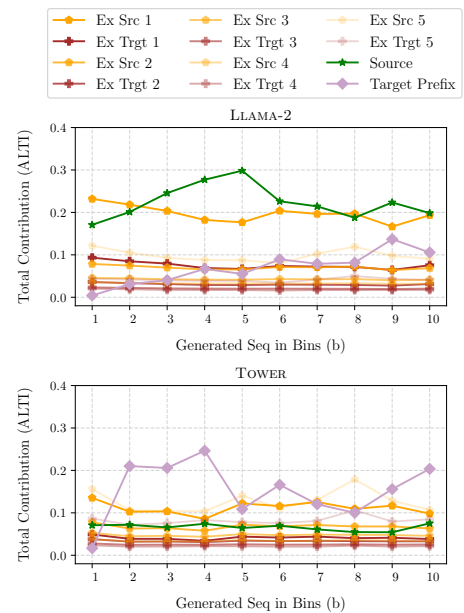 Ex Src 1 Ex Src 3 Ex Src 5
Ex Trgt 1 Ex Trgt 3 Ex Trgt 5
Ex Src 2 Ex Src 4 Source
Ex Trgt 2 Ex Trgt 4 Target Prefix
LLAMA-2
Total Contribution (ALTI)
0.4
0.3
0.2
0.1
0.0
1 2 3 4 5 6 7 8 9 10
Generated Seq in Bins (b)
TOWER
Total Contribution (ALTI)
0.4
0.3
0.2
0.1
0.0
1 2 3 4 5 6 7 8 9 10
Generated Seq in Bins (b)